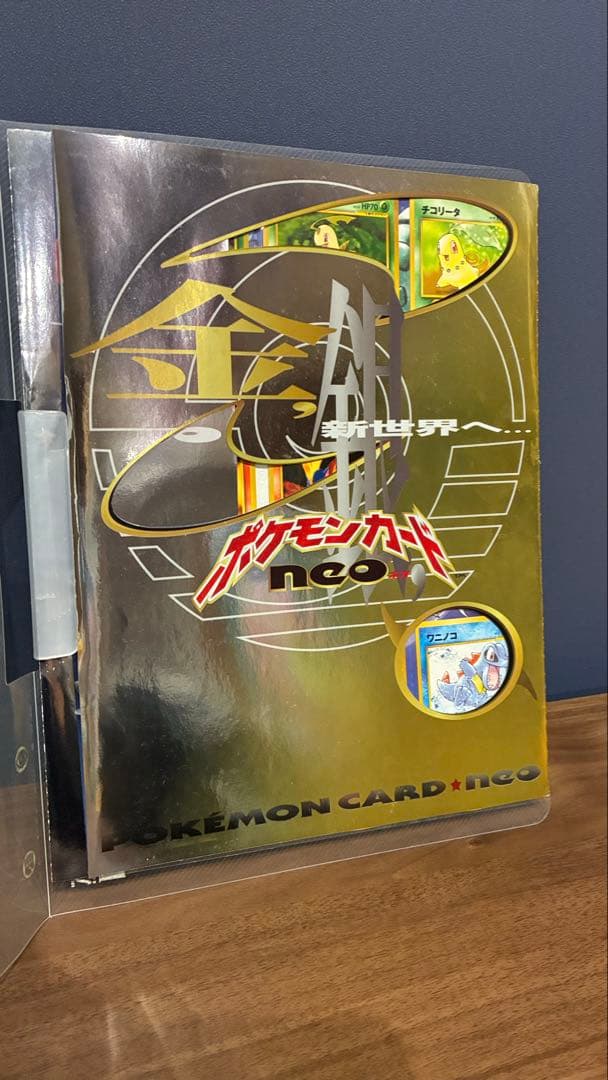 HP70
チコリータ
金、銀、
新世界へ...
ポケモンカード
neo
ワニノコ
POKÉMON CARD★neo